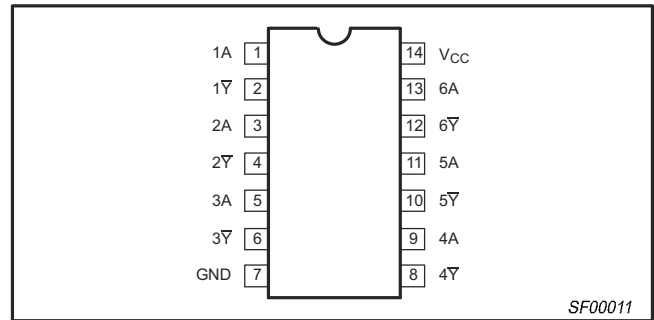 1A 1 14 VCC
1Y̅ 2 13 6A
2A 3 12 6Y̅
2Y̅ 4 11 5A
3A 5 10 5Y̅
3Y̅ 6 9 4A
GND 7 8 4Y̅
SF00011